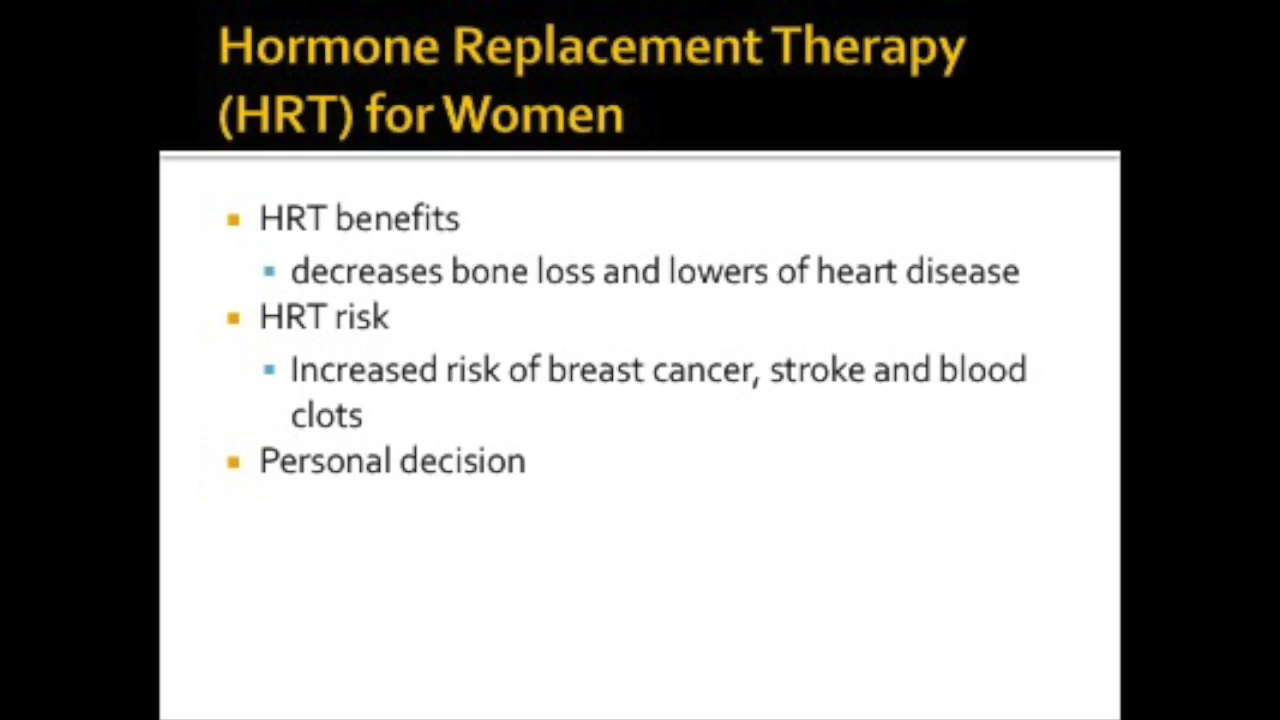 Hormone Replacement Therapy
(HRT) for Women
HRT benefits
decreases bone loss and lowers of heart disease
HRT risk
Increased risk of breast cancer, stroke and blood
clots
Personal decision